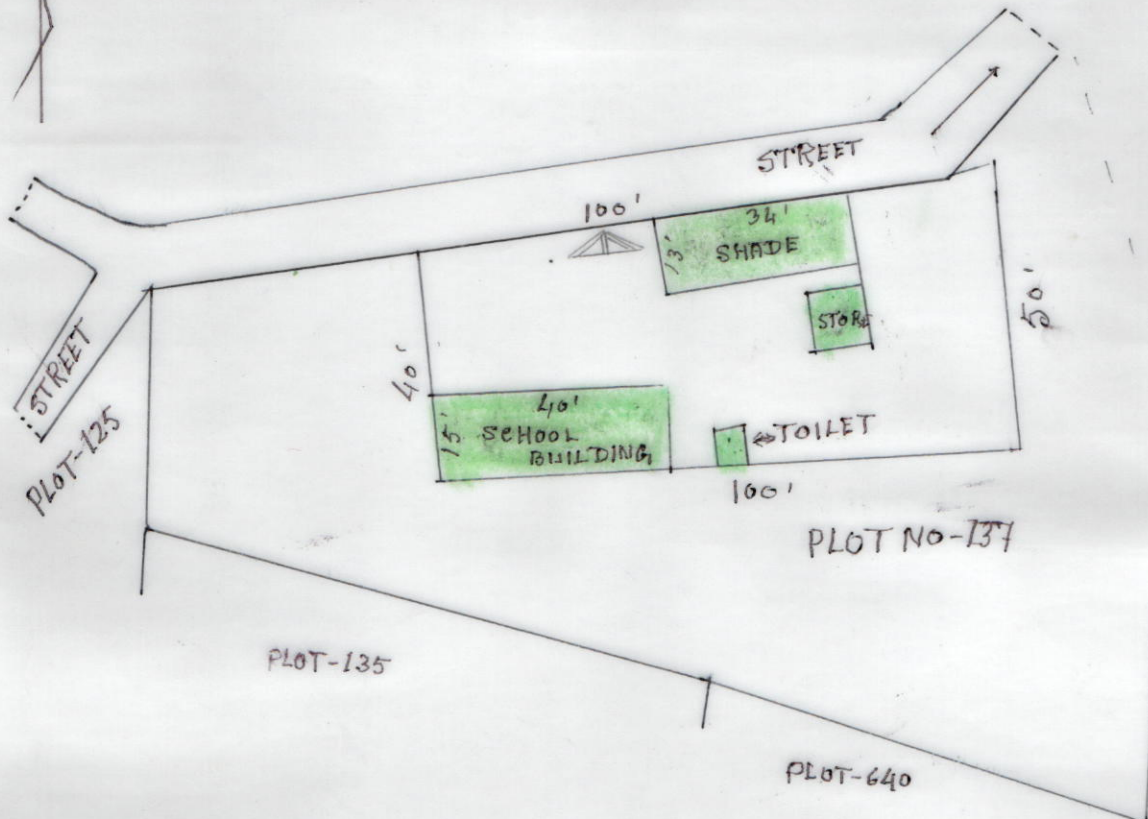 STREET
100'
34'
13'
SHADE
STORE
50'
STREET
40'
40'
15'
SCHOOL
BUILDING
TOILET
PLOT-125
100'
PLOT NO-137
PLOT-135
PLOT-640